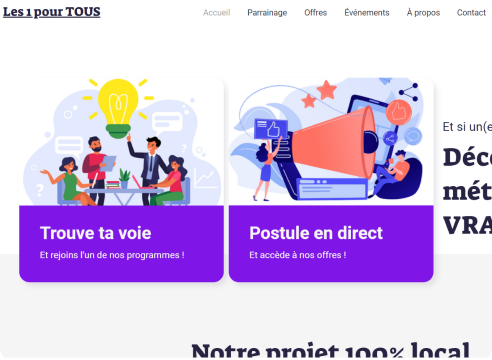 Les 1 pour TOUS
Accueil Parrainage Offres Événements À propos Contact
Trouve ta voie
Et rejoins l'un de nos programmes !
Postule en direct
Et accède à nos offres !
Et si un(e
Déc
mét
VRA
Notre projet 100% local